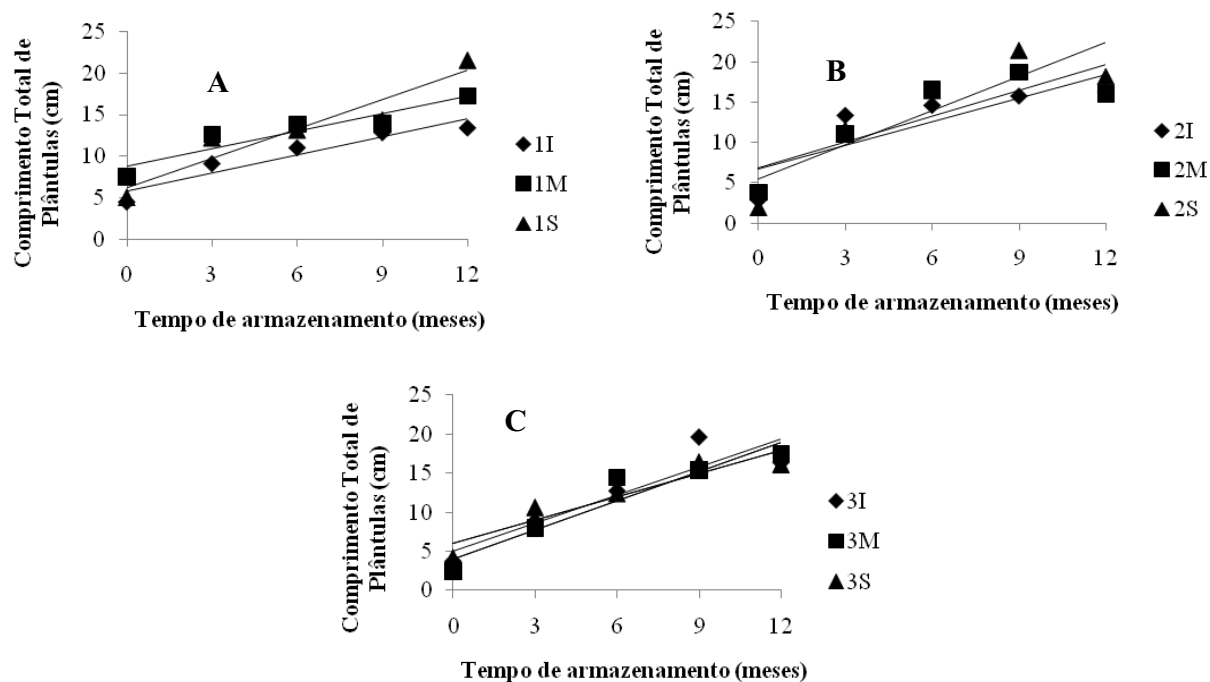 Comprimento Total de
Plântulas (cm)
25
20
15
10
5
0
A
0 3 6 9 12
Tempo de armazenamento (meses)
1I
1M
1S
Comprimento Total de
Plântulas (cm)
25
20
15
10
5
0
B
0 3 6 9 12
Tempo de armazenamento (meses)
2I
2M
2S
Comprimento Total de
Plântulas (cm)
25
20
15
10
5
0
C
0 3 6 9 12
Tempo de armazenamento (meses)
3I
3M
3S